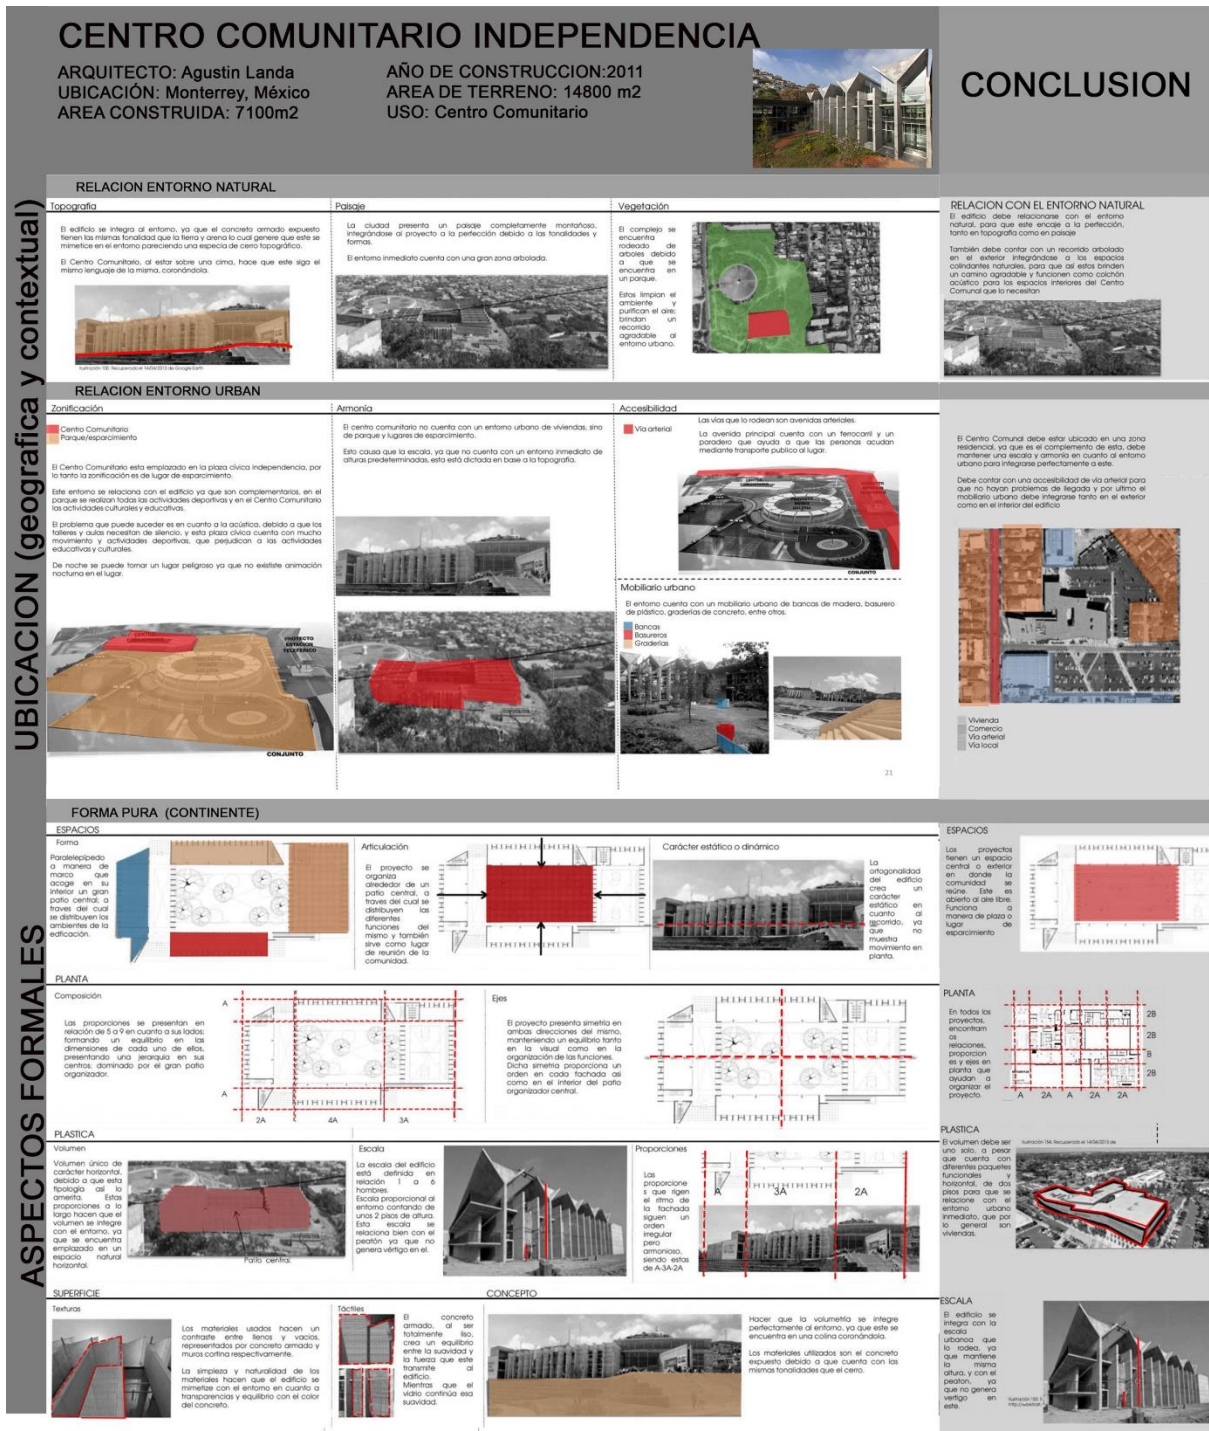 CENTRO COMUNITARIO INDEPENDENCIA
ARQUITECTO: Agustin Landa
UBICACIÓN: Monterrey, México
AREA CONSTRUIDA: 7100m2
AÑO DE CONSTRUCCION:2011
AREA DE TERRENO: 14800 m2
USO: Centro Comunitario
CONCLUSION
UBICACION (geografica y contextual)
RELACION ENTORNO NATURAL
Topografía
El edificio se integra al entorno, ya que el concreto armado expuesto
tienen las mismas tonalidad que la tierra y arena lo cual genere que este se
mimetice en el entorno pareciendo una especia de cerro topográfico.
El Centro Comunitario, al estar sobre una cima, hace que este siga el
mismo lenguaje de la misma, coronándola.
Ilustración 150: Recuperada el 14/04/2013 de Google Earth
Paisaje
La ciudad presenta un paisaje completamente montañoso,
integrándose al proyecto a la perfección debido a las tonalidades y
formas.
El entorno inmediato cuenta con una gran zona arbolada.
Vegetación
El complejo se
encuentra
rodeada de
arboles debido
a que se
encuentra en
un parque.
Estos limpian el
ambiente y
purifican el aire;
brindan un
recorrido
agradable al
entorno urbano.
RELACION CON EL ENTORNO NATURAL
El edificio debe relacionarse con el entorno
natural, para que este encaje a la perfección,
tanto en topografía como en paisaje
También debe contar con un recorrido arbolado
en el exterior integrándose a los espacios
colindantes naturales, para que así estos brinden
un camino agradable y funcionen como colchón
acústico para los espacios interiores del Centro
Comunal que lo necesitan
RELACION ENTORNO URBAN
Zonificación
Centro Comunitario
Parque/esparcimiento
El Centro Comunitario esta emplazado en la plaza cívica Independencia, por
lo tanto la zonificación es de lugar de esparcimiento.
Este entorno se relaciona con el edificio ya que son complementarios, en el
parque se realizan todas las actividades deportivas y en el Centro Comunitario
las actividades culturales y educativas.
El problema que puede suceder es en cuanto a la acústica, debido a que los
talleres y aulas necesitan de silencio, y esta plaza cívica cuenta con mucho
movimiento y actividades deportivas, que perjudican a las actividades
educativas y culturales.
De noche se puede tornar un lugar peligroso ya que no exististe animación
nocturna en el lugar.
PROYECTO
ESTACION
TELEFERICO
CONJUNTO
Armonía
El centro comunitario no cuenta con un entorno urbano de viviendas, sino
de parque y lugares de esparcimiento.
Esto causa que la escala, ya que no cuenta con un entorno inmediato de
alturas predeterminadas, esta está dictada en base a la topografía.
Accesibilidad
Vía arterial
Las vías que lo rodean son avenidas arteriales.
La avenida principal cuenta con un ferrocarril y un
paradero que ayuda a que las personas acudan
mediante transporte publico al lugar.
CONJUNTO
Mobiliario urbano
El entorno cuenta con un mobiliario urbano de bancas de madera, basurero
de plástico, graderías de concreto, entre otros.
Bancas
Basureros
Graderías
21
El Centro Comunal debe estar ubicado en una zona
residencial, ya que es el complemento de esta, debe
mantener una escala y armonía en cuanto al entorno
urbano para integrarse perfectamente a este.
Debe contar con una accesibilidad de vía arterial para
que no hayan problemas de llegada y por ultimo el
mobiliario urbano debe integrarse tanto en el exterior
como en el interior del edificio
Vivienda
Comercio
Vía arterial
Vía local
ASPECTOS FORMALES
FORMA PURA (CONTINENTE)
ESPACIOS
Forma
Paralelepípedo
a manera de
marco que
acoge en su
interior un gran
patio central, a
traves del cual
se distribuyen los
ambientes de la
edificación.
Articulación
El proyecto se
organiza
alrededor de un
patio central, a
traves del cual se
distribuyen las
diferentes
funciones del
mismo y también
sirve como lugar
de reunión de la
comunidad.
Carácter estático o dinámico
La
ortogonalidad
del edificio
crea un
carácter
estático en
cuanto al
recorrido, ya
que no
muestra
movimiento en
planta.
ESPACIOS
Los proyectos
tienen un espacio
central o exterior
en donde la
comunidad se
reúne. Este es
abierto al aire libre.
Funciona a
manera de plaza o
lugar de
esparcimiento
PLANTA
Composición
Las proporciones se presentan en
relación de 5 a 9 en cuanto a sus lados;
formando un equilibrio en las
dimensiones de cada uno de ellos,
presentando una jerarquía en sus
centros; dominado por el gran patio
organizador.
A
A
2A 4A 3A
Ejes
El proyecto presenta simetría en
ambas direcciones del mismo,
manteniendo un equilibrio tanto
en la visual como en la
organización de las funciones.
Dicha simetría proporciona un
orden en cada fachada así
como en el interior del patio
organizador central.
PLANTA
En todos los
proyectos,
encontram
os
relaciones,
proporcion
es y ejes en
planta que
ayudan a
organizar el
proyecto.
2B
2B
B
2B
A 2A A 2A 2A
PLASTICA
Volumen
Volumen único de
carácter horizontal,
debido a que esta
tipología así lo
amerita. Estas
proporciones a lo
largo hacen que el
volumen se integre
con el entorno, ya
que se encuentra
emplazado en un
espacio natural
horizontal.
Patio central
Escala
La escala del edificio
está definida en
relación 1 a 6
hombres.
Escala proporcional al
entorno contando de
unos 2 pisos de altura.
Esta escala se
relaciona bien con el
peatón ya que no
genera vértigo en el.
Proporciones
Las
proporcione
s que rigen
el ritmo de
la fachada
siguen un
orden
irregular
pero
armonioso,
siendo estas
de A-3A-2A
A 3A 2A
PLASTICA
Ilustración 154: Recuperada el 14/04/2013 de
El volumen debe ser
uno solo, a pesar
que cuenta con
diferentes paquetes
funcionales y
horizontal, de dos
pisos para que se
relacione con el
entorno urbano
inmediato, que por
lo general son
viviendas.
SUPERFICIE
Texturas
Los materiales usados hacen un
contraste entre llenos y vacios,
representados por concreto armado y
muros cortina respectivamente.
La simpleza y naturalidad de los
materiales hacen que el edificio se
mimetize con el entorno en cuanto a
transparencias y equilibrio con el color
del concreto.
Táctiles
El concreto
armado, al ser
totalmente liso,
crea un equilibrio
entre la suavidad y
la fuerza que este
transmite al
edificio.
Mientras que el
vidrio continúa esa
suavidad.
CONCEPTO
Hacer que la volumetría se integre
perfectamente al entorno, ya que este se
encuentra en una colina coronándola.
Los materiales utilizados son el concreto
expuesto debido a que cuenta con las
mismas tonalidades que el cerro.
ESCALA
El edificio se
integra con la
escala
urbanoa que
lo rodea, ya
que mantiene
la misma
altura, y con el
peatón, ya
que no genera
vertigo en
este.